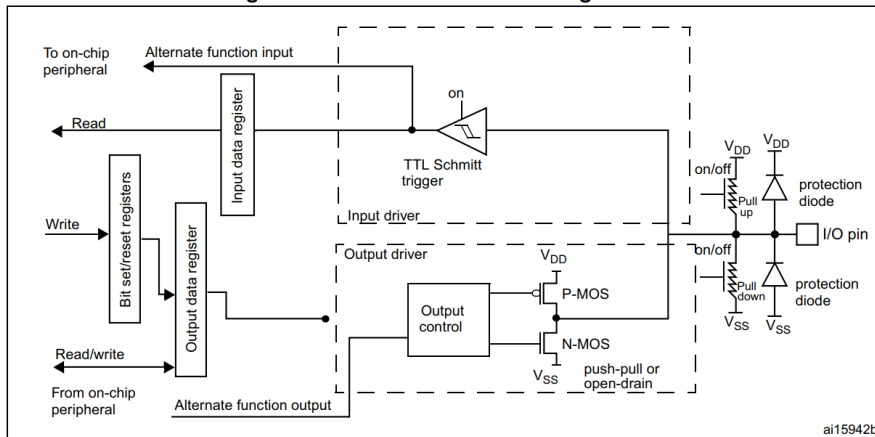 To on-chip
peripheral
Alternate function input
on
Read
Input data register
TTL Schmitt
trigger
Input driver
Write
Bit set/reset registers
Output data register
Read/write
From on-chip
peripheral
Alternate function output
Output driver
Output
control
VDD
P-MOS
N-MOS
VSS
push-pull or
open-drain
VDD
VDD
on/off
Pull
up
protection
diode
I/O pin
on/off
Pull
down
protection
diode
VSS
VSS
ai15942b